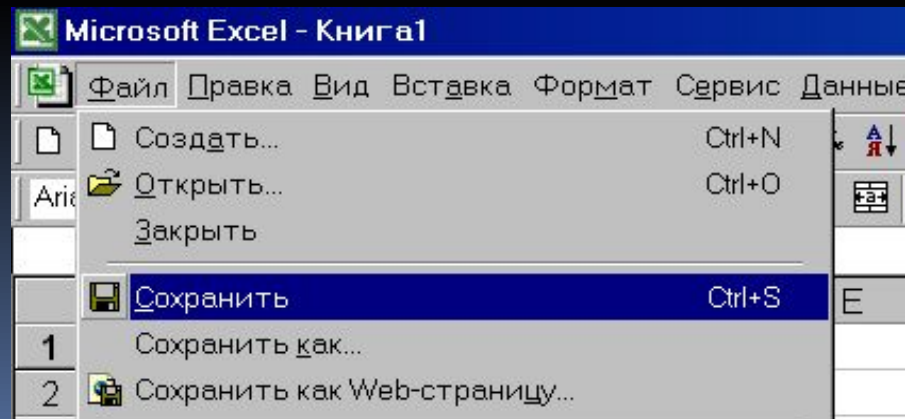 Microsoft Excel - Книга1
Файл Правка Вид Вставка Формат Сервис Данные
Создать... Ctrl+N
А Я
Открыть... Ctrl+O
a
Закрыть
Сохранить Ctrl+S
E
1 Сохранить как...
2 Сохранить как Web-страницу...